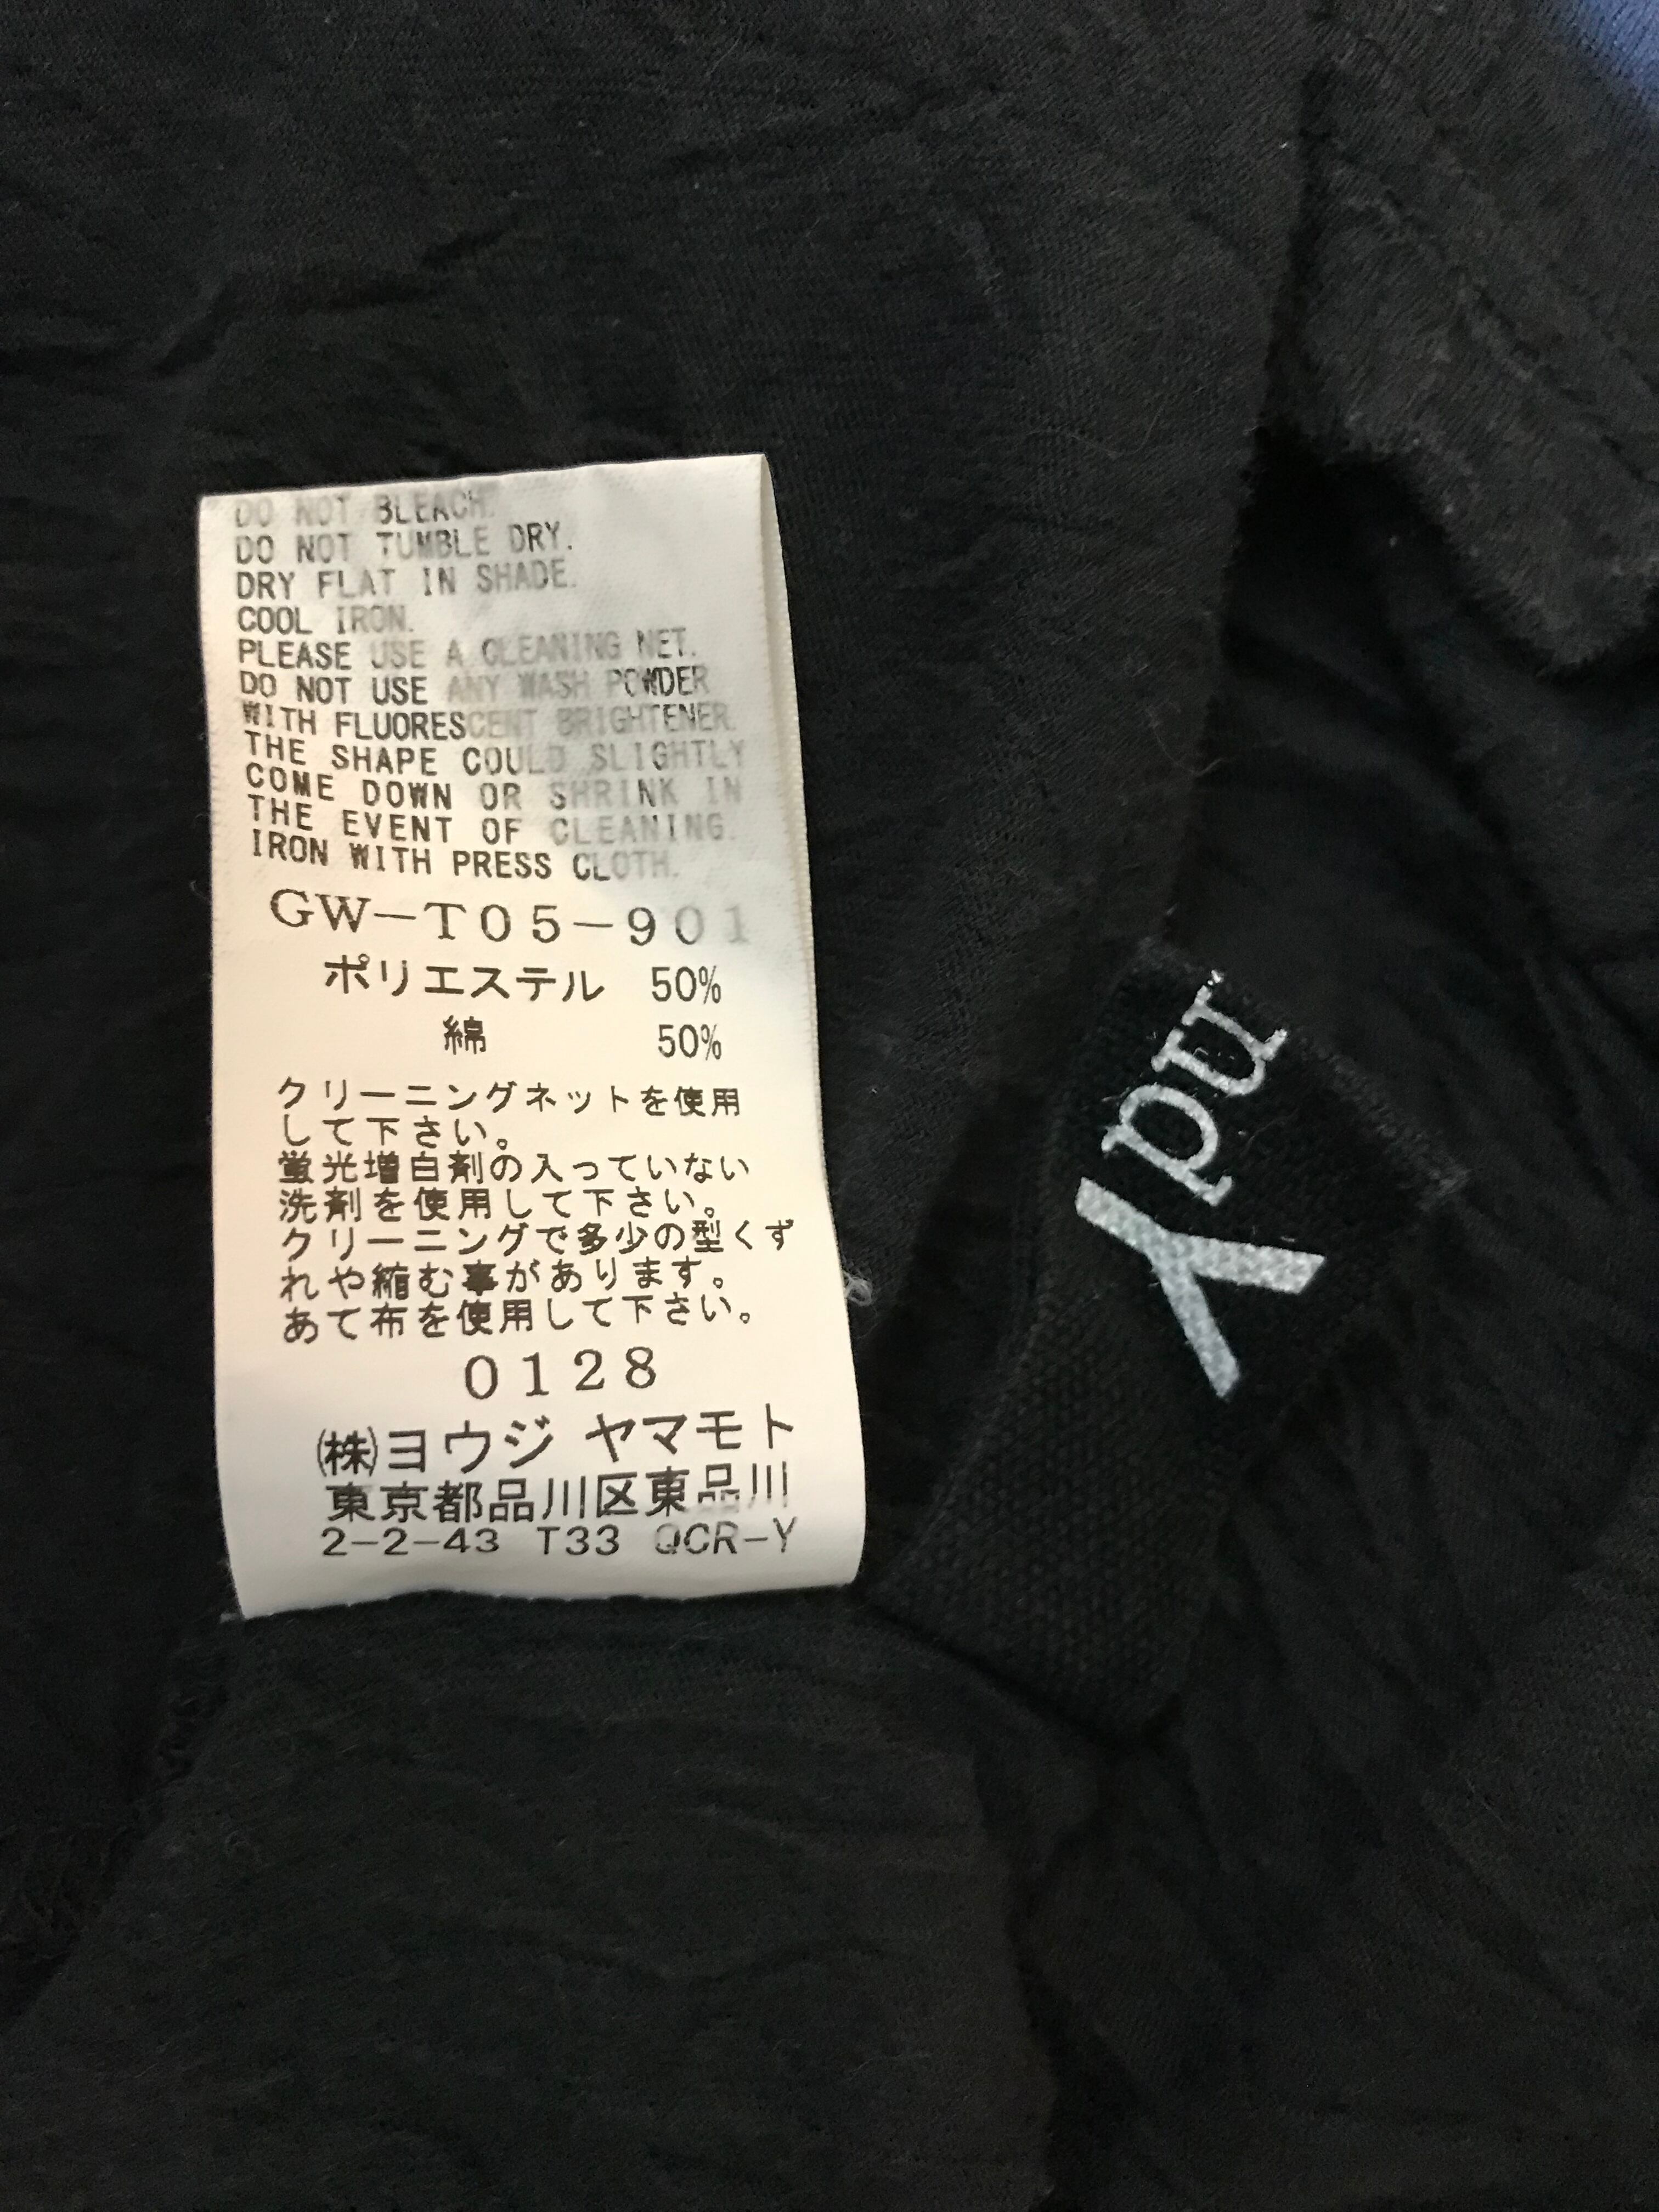 DO NOT BLEACH.
DO NOT TUMBLE DRY.
DRY FLAT IN SHADE.
COOL IRON.
PLEASE USE A CLEANING NET.
DO NOT USE ANY WASH POWDER
WITH FLUORESCENT BRIGHTENER.
THE SHAPE COULD SLIGHTLY
COME DOWN OR SHRINK IN
THE EVENT OF CLEANING.
IRON WITH PRESS CLOTH.
GW-T05-901
ポリエステル 50%
綿 50%
クリーニングネットを使用
して下さい。
蛍光増白剤の入っていない
洗剤を使用して下さい。
クリーニングで多少の型くず
れや縮む事があります。
あて布を使用して下さい。
0128
㈱ヨウジ ヤマモト
東京都品川区東品川
2-2-43 T33 QCR-Y